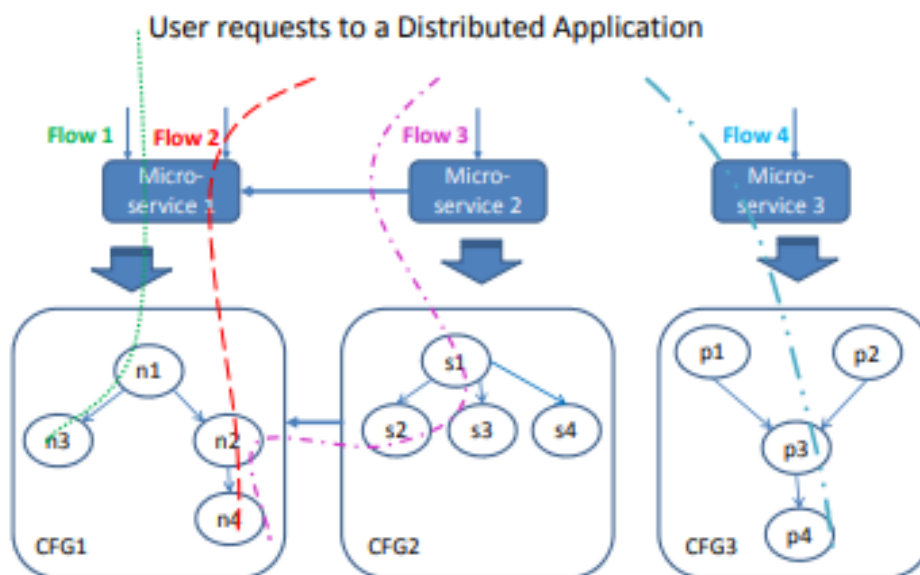 User requests to a Distributed Application
Flow 1
Flow 2
Flow 3
Flow 4
Micro-
service 1
Micro-
service 2
Micro-
service 3
n1
n3
n2
n4
CFG1
s1
s2
s3
s4
CFG2
p1
p2
p3
p4
CFG3